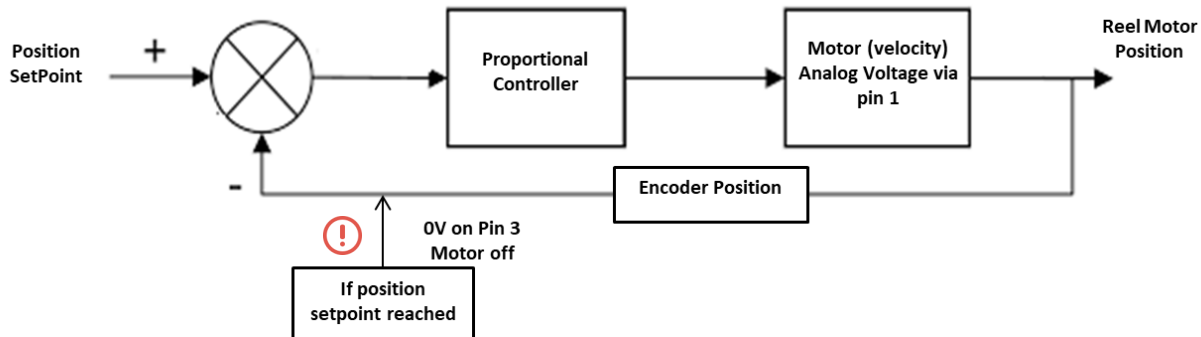 Position
SetPoint
+
Proportional
Controller
Motor (velocity)
Analog Voltage via
pin 1
Reel Motor
Position
-
Encoder Position
!
0V on Pin 3
Motor off
If position
setpoint reached